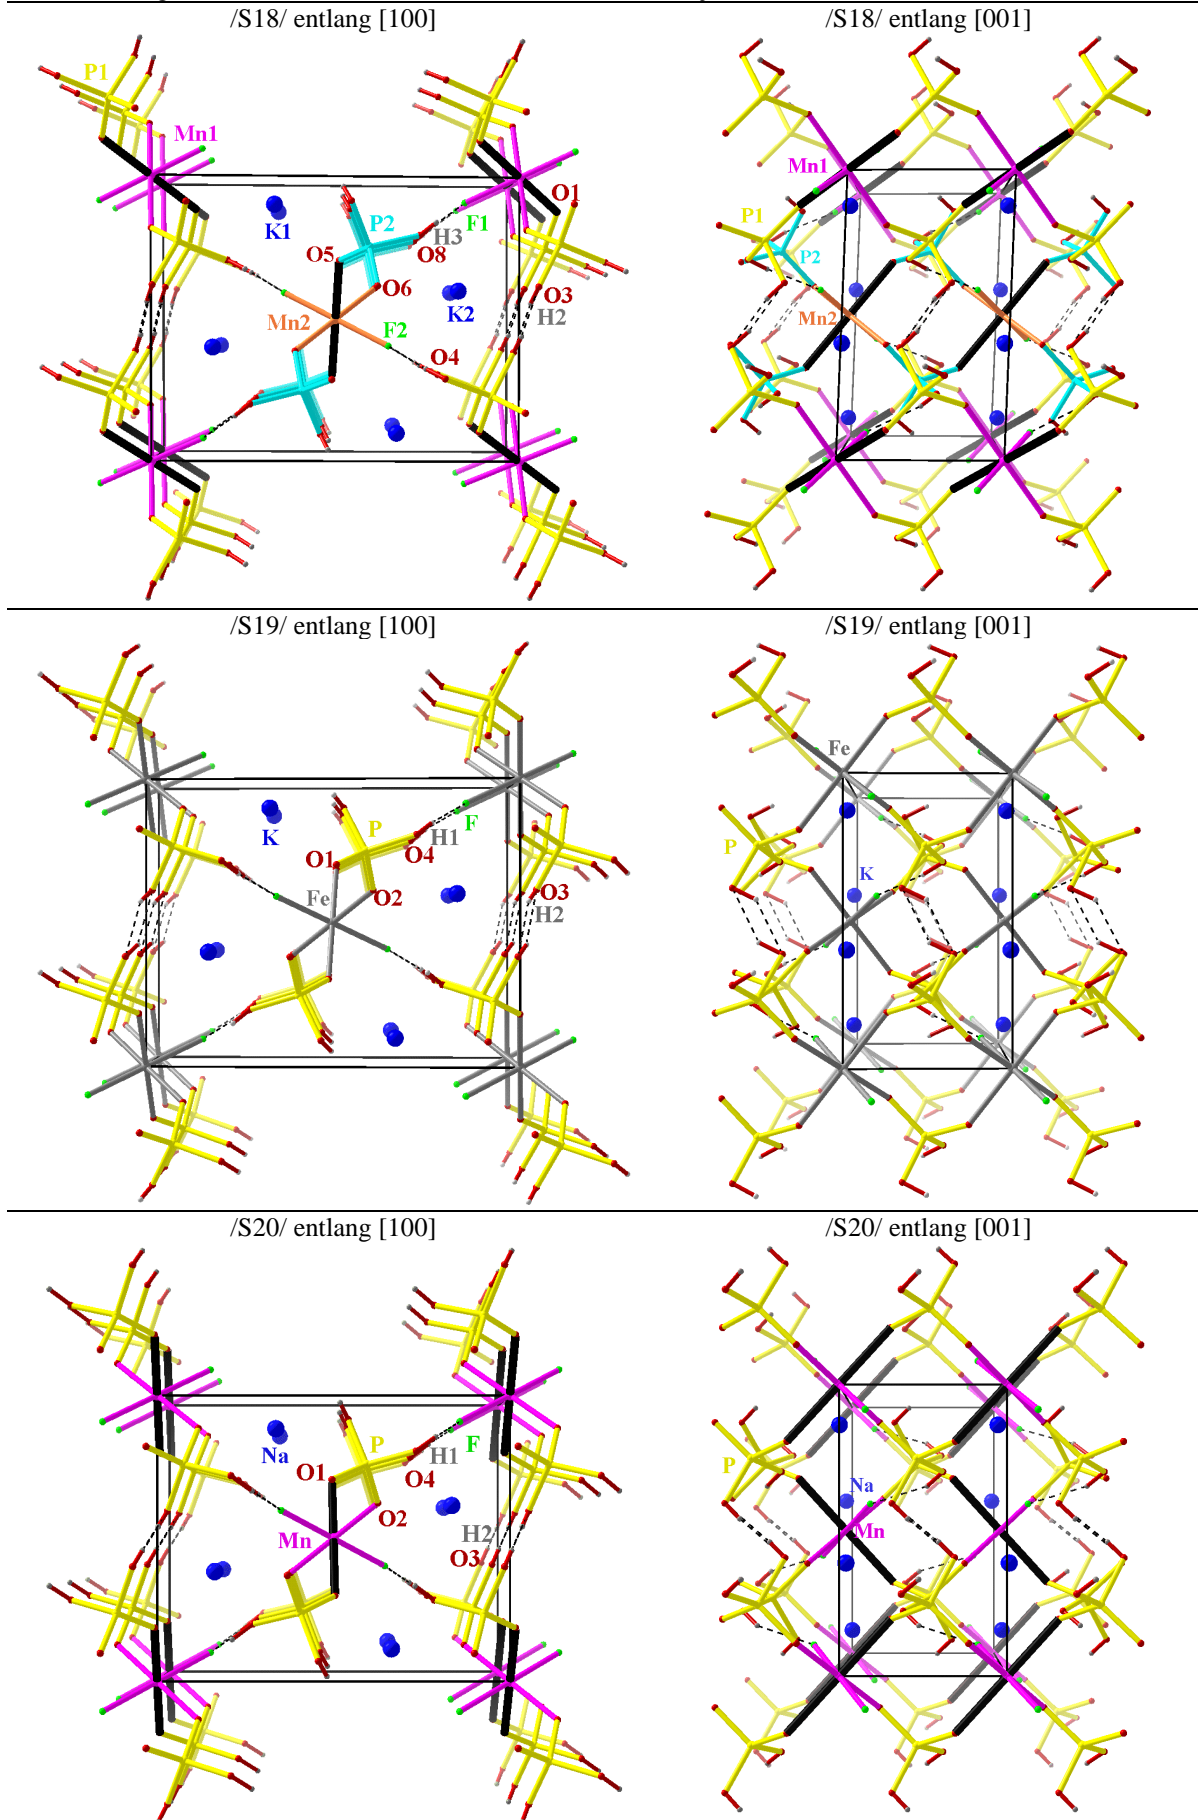 /S18/ entlang [100]
/S18/ entlang [001]
P1
Mn1
K1
P2
O5
H3
O8
F1
O1
O6
K2
O3
H2
Mn2
F2
O4
Mn1
P1
P2
Mn2
/S19/ entlang [100]
/S19/ entlang [001]
K
P
F
H1
O4
O1
Fe
O2
O3
H2
Fe
P
K
/S20/ entlang [100]
/S20/ entlang [001]
Na
P
F
H1
O4
O1
O2
Mn
H2
O3
P
Na
Mn